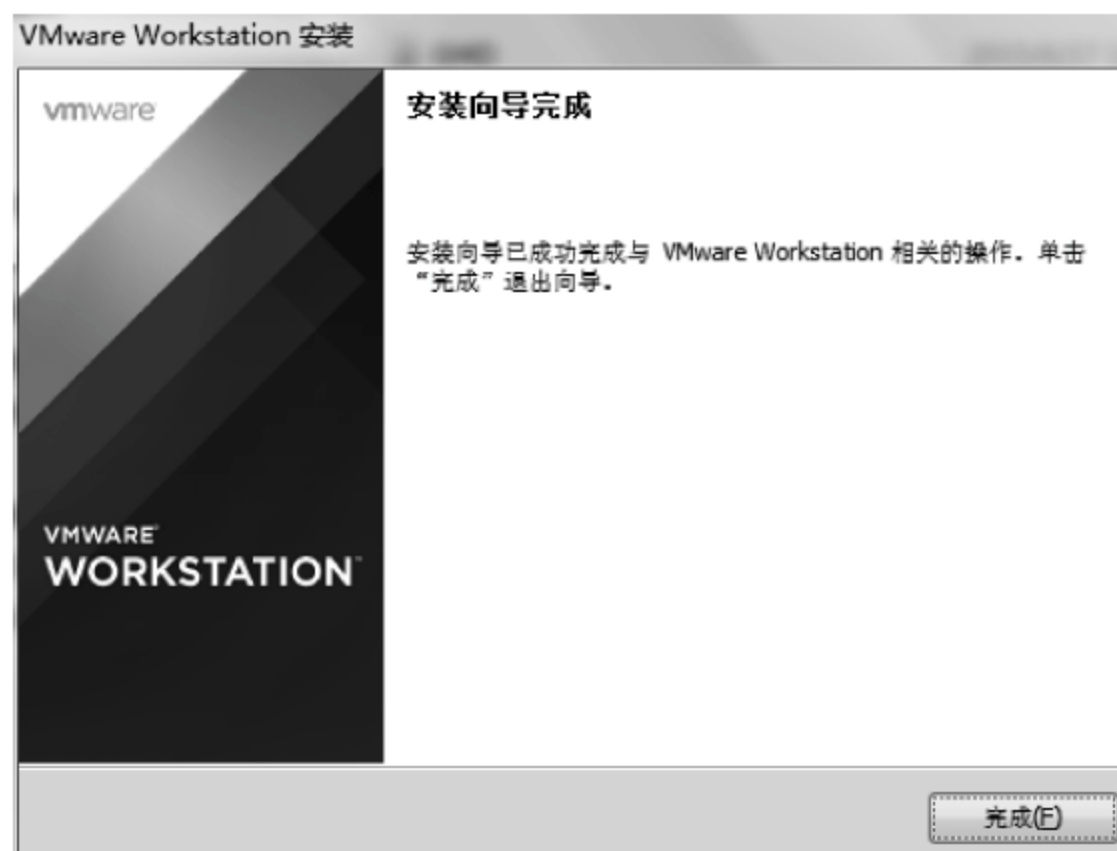 VMware Workstation 安装
vmware
安装向导完成
安装向导已成功完成与 VMware Workstation 相关的操作。单击
“完成”退出向导。
VMWARE®
WORKSTATION™
完成(F)